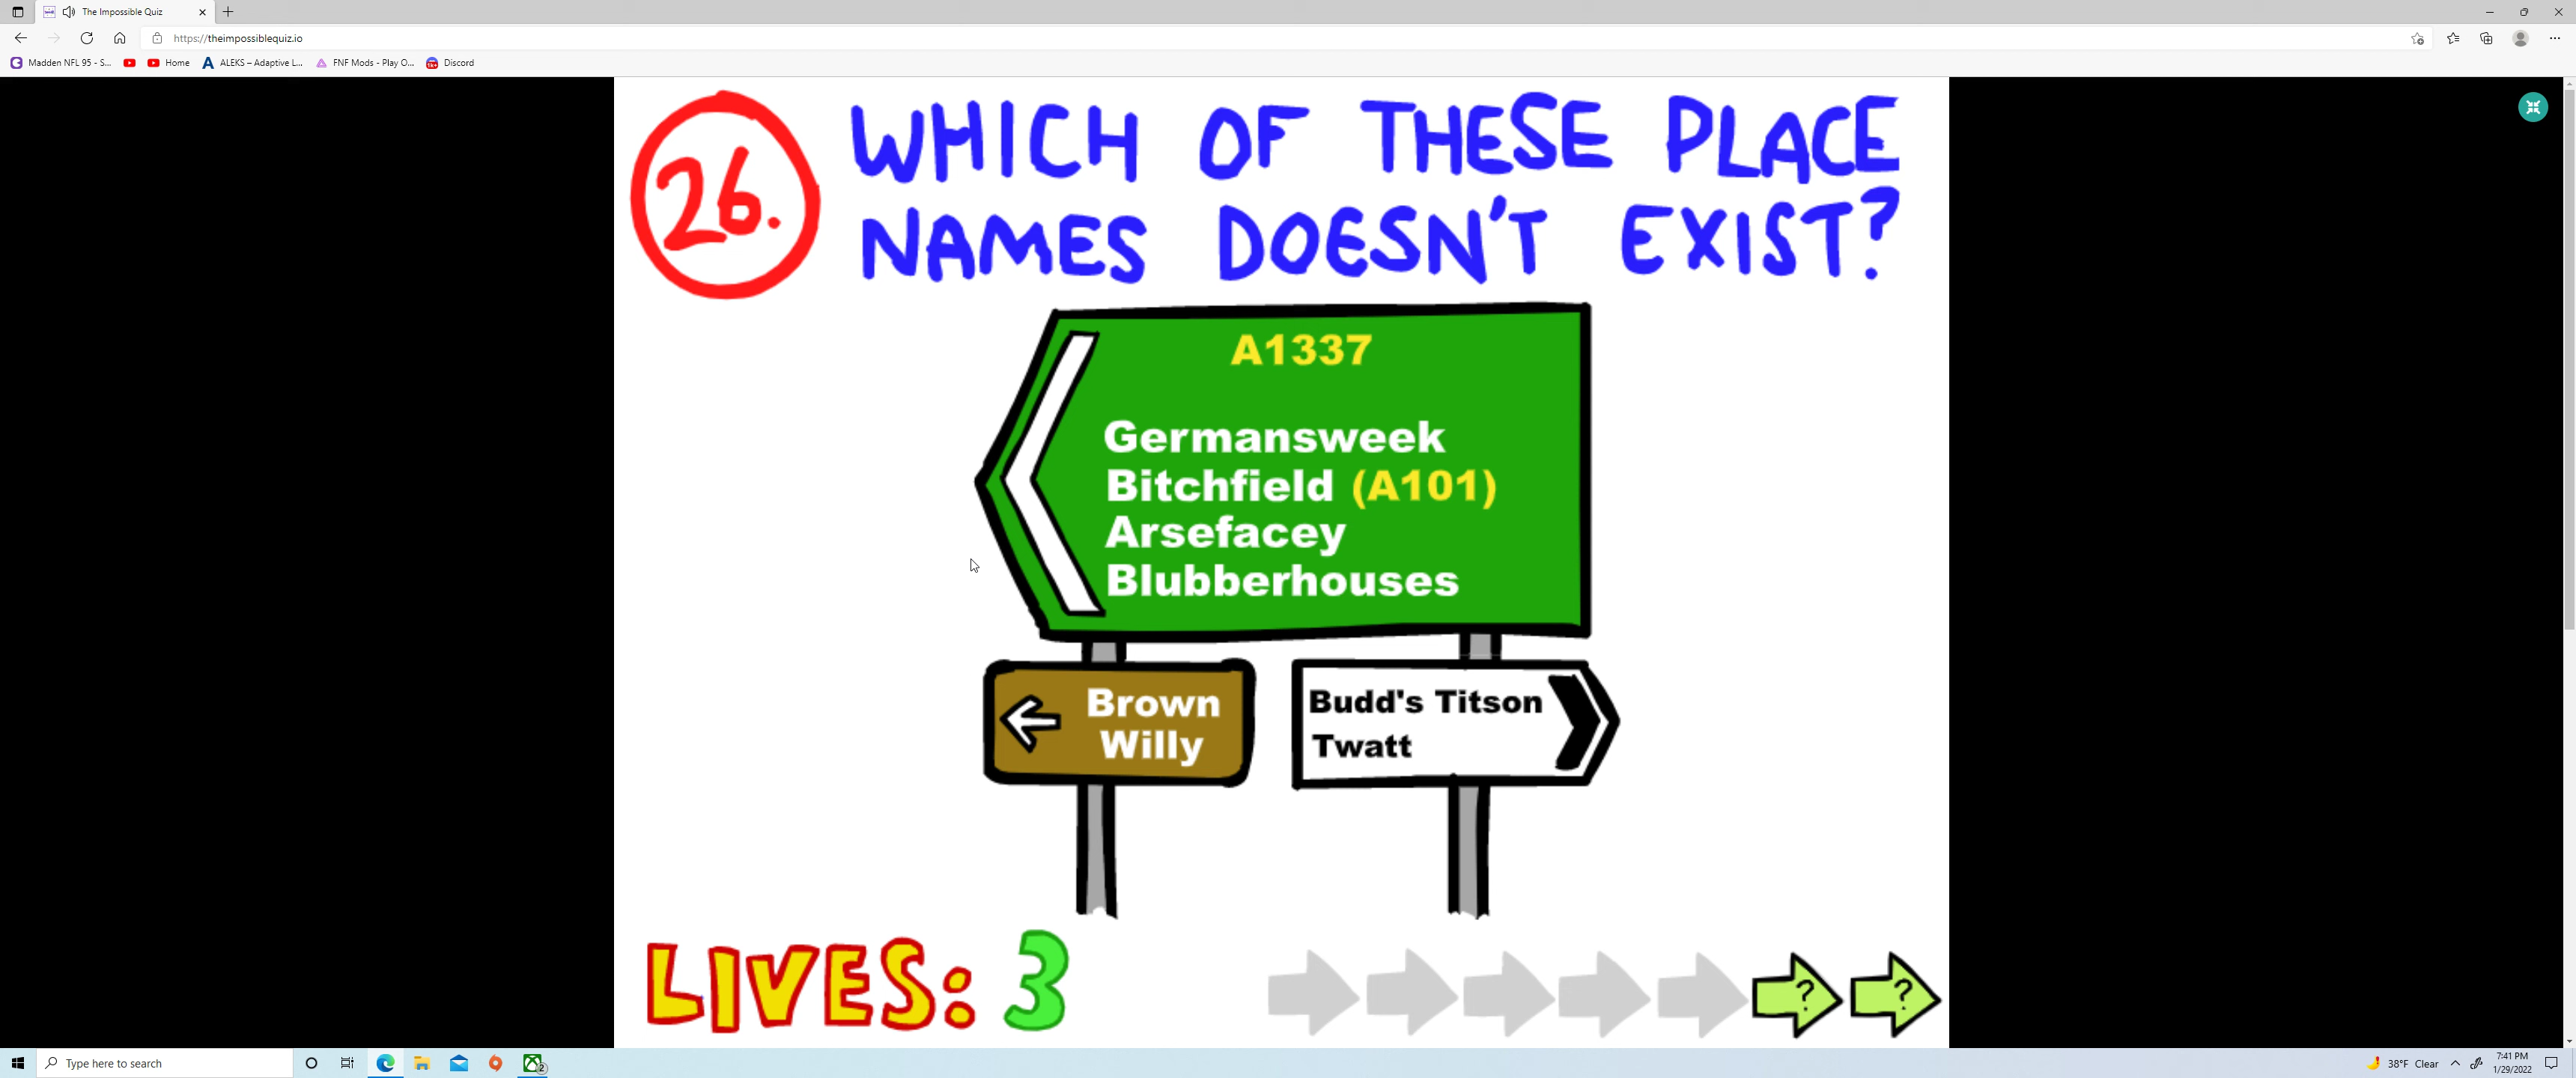 The Impossible Quiz
https://theimpossiblequiz.io
Madden NFL 95 - S...
Home
ALEKS – Adaptive L...
FNF Mods - Play O...
Discord
26.
WHICH OF THESE PLACE
NAMES DOESN'T EXIST?
A1337
Germansweek
Bitchfield (A101)
Arsefacey
Blubberhouses
Brown
Willy
Budd's Titson
Twatt
LIVES: 3
? ?
Type here to search
2
38°F Clear
7:41 PM
1/29/2022